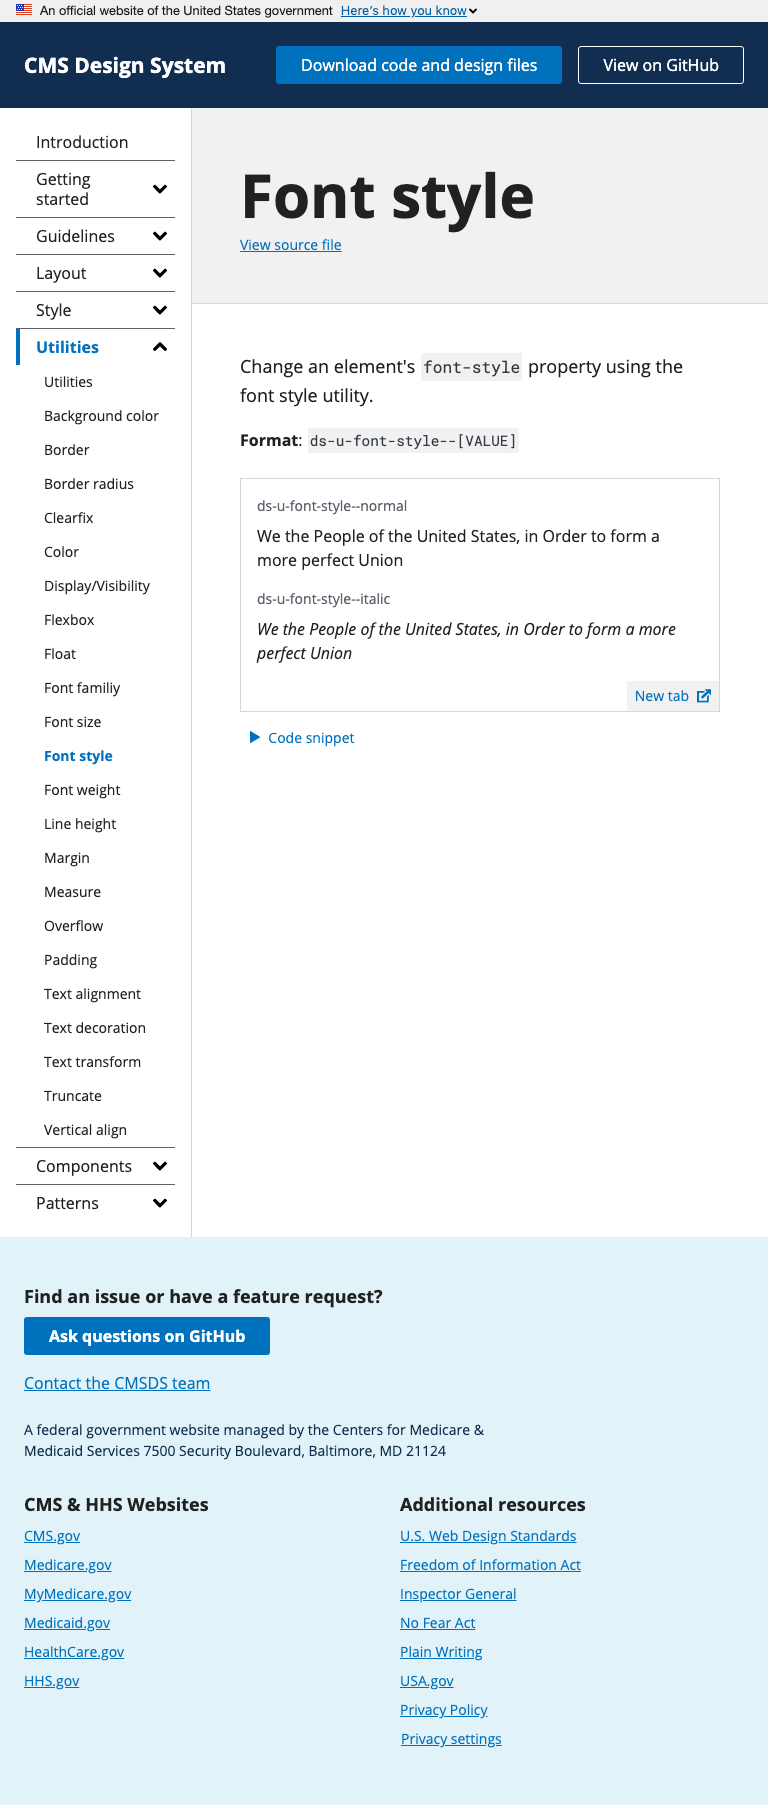 An official website of the United States government Here's how you know
CMS Design System
Download code and design files
View on GitHub
Introduction
Getting
started
Guidelines
Layout
Style
Utilities
Utilities
Background color
Border
Border radius
Clearfix
Color
Display/Visibility
Flexbox
Float
Font familiy
Font size
Font style
Font weight
Line height
Margin
Measure
Overflow
Padding
Text alignment
Text decoration
Text transform
Truncate
Vertical align
Components
Patterns
Font style
View source file
Change an element's font-style property using the
font style utility.
Format: ds-u-font-style--[VALUE]
ds-u-font-style--normal
We the People of the United States, in Order to form a
more perfect Union
ds-u-font-style--italic
We the People of the United States, in Order to form a more
perfect Union
New tab
Code snippet
Find an issue or have a feature request?
Ask questions on GitHub
Contact the CMSDS team
A federal government website managed by the Centers for Medicare &
Medicaid Services 7500 Security Boulevard, Baltimore, MD 21124
CMS & HHS Websites
CMS.gov
Medicare.gov
MyMedicare.gov
Medicaid.gov
HealthCare.gov
HHS.gov
Additional resources
U.S. Web Design Standards
Freedom of Information Act
Inspector General
No Fear Act
Plain Writing
USA.gov
Privacy Policy
Privacy settings